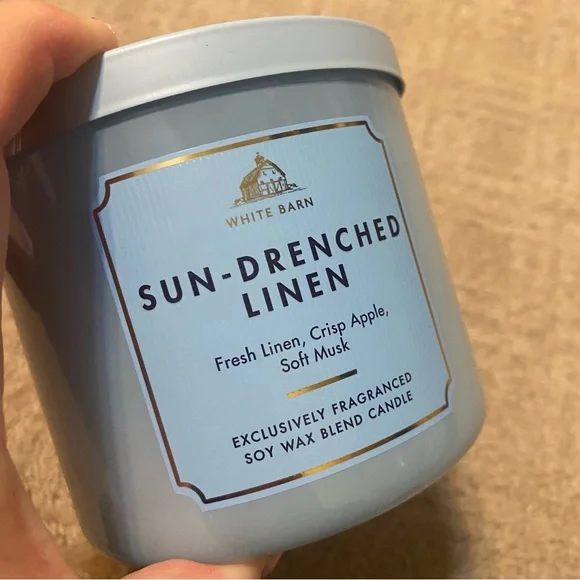 WHITE BARN
SUN-DRENCHED
LINEN
Fresh Linen, Crisp Apple,
Soft Musk
EXCLUSIVELY FRAGRANCED
SOY WAX BLEND CANDLE